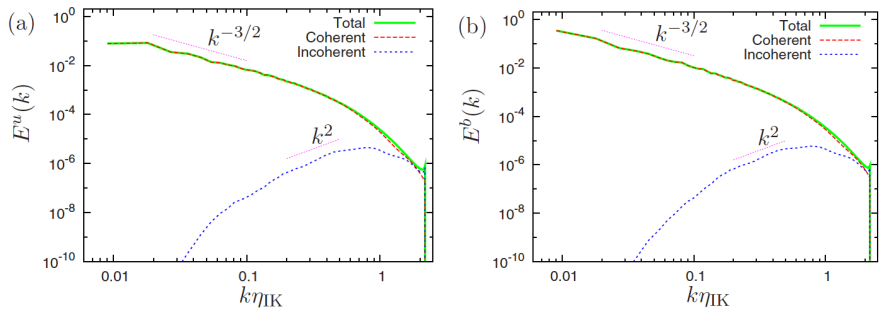 (a)
E^u(k)
10^0
10^-2
10^-4
10^-6
10^-8
10^-10
k^{-3/2}
Total
Coherent
Incoherent
k^2
0.01
0.1
1
kη_IK
(b)
E^b(k)
10^0
10^-2
10^-4
10^-6
10^-8
10^-10
k^{-3/2}
Total
Coherent
Incoherent
k^2
0.01
0.1
1
kη_IK